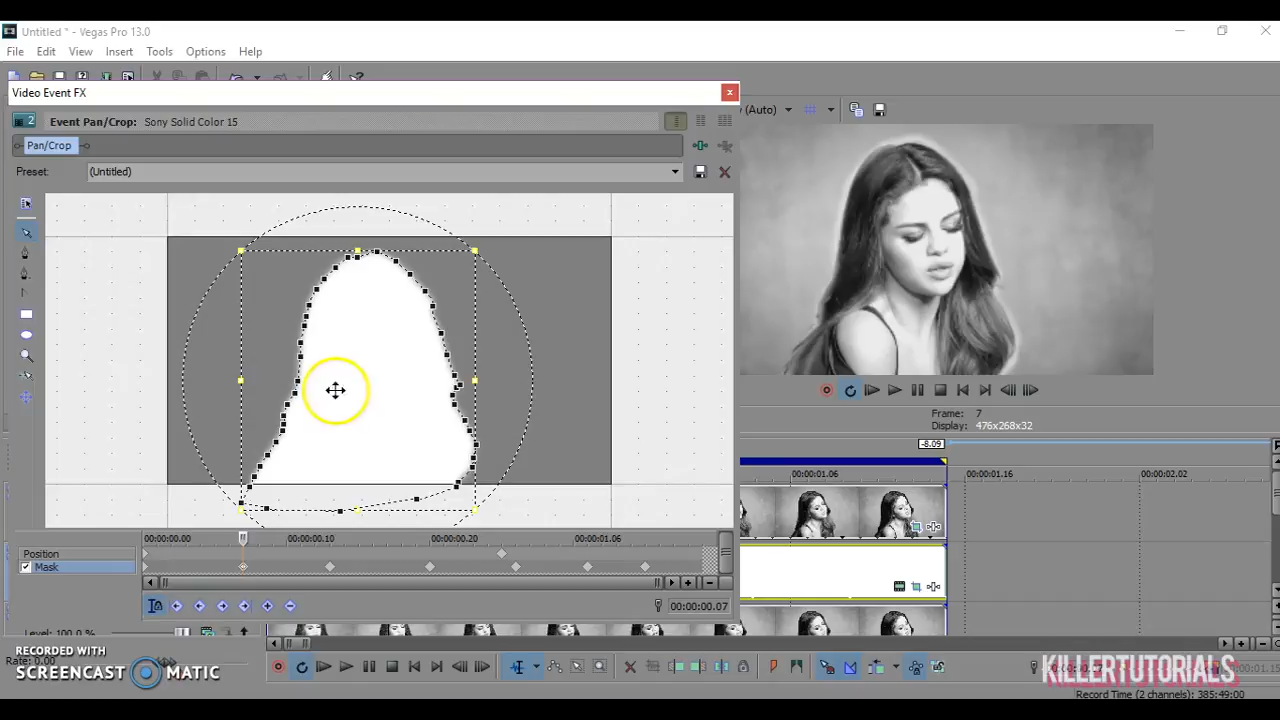 Untitled * - Vegas Pro 13.0
File Edit View Insert Tools Options Help
Video Event FX
Event Pan/Crop: Sony Solid Color 15
(Auto)
Pan/Crop
Preset: (Untitled)
Frame: 7
Display: 476x268x32
-8.09
00:00:01.06 00:00:01.16 00:00:02.02
00:00:00.00 00:00:00.10 00:00:00.20 00:00:01.06
Position
Mask
00:00:00.07
Level: 100.0 %
RECORDED WITH
Rate: 0.00
SCREENCAST MATIC
KILLERTUTORIALS
Record Time (2 channels): 385:49:00